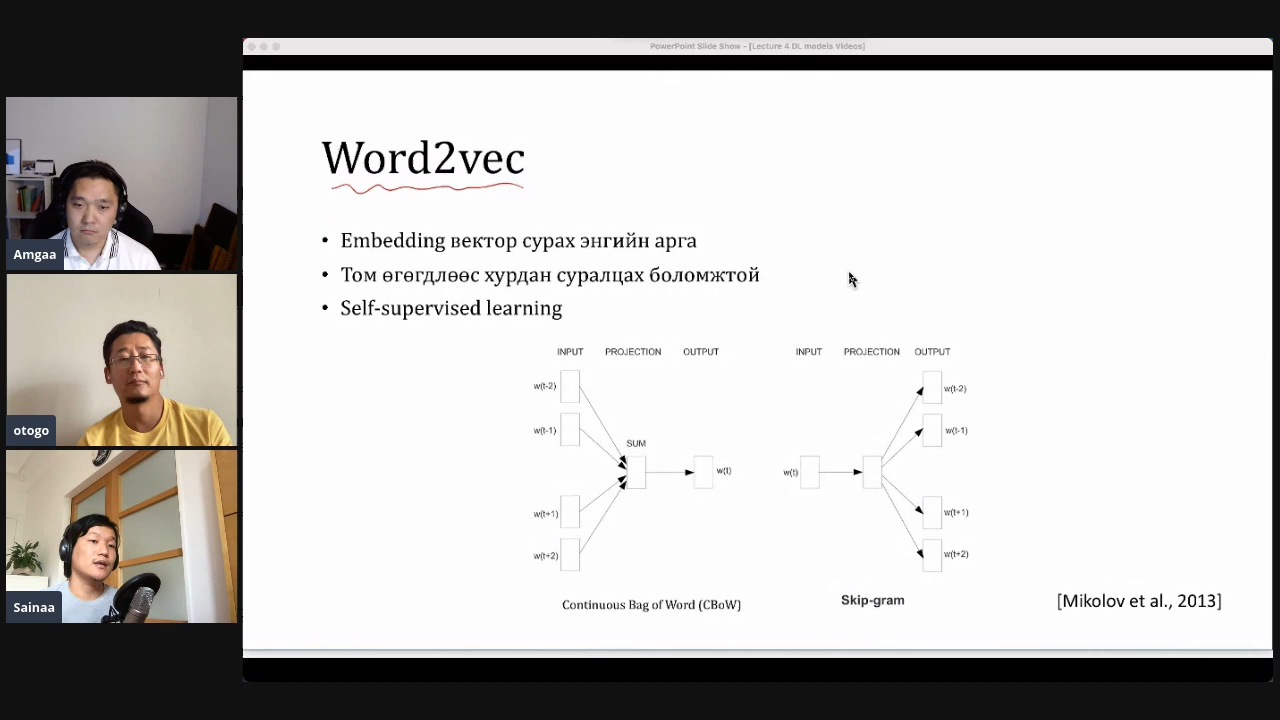 PowerPoint Slide Show - [Lecture 4 DL models Videos]
Word2vec
• Embedding вектор сурах энгийн арга
• Том өгөгдлөөс хурдан суралцах боломжтой
• Self-supervised learning
INPUT PROJECTION OUTPUT
w(t-2)
w(t-1)
SUM
w(t)
w(t+1)
w(t+2)
Continuous Bag of Word (CBoW)
INPUT PROJECTION OUTPUT
w(t-2)
w(t-1)
w(t)
w(t+1)
w(t+2)
Skip-gram
[Mikolov et al., 2013]
Amgaa
otogo
Sainaa